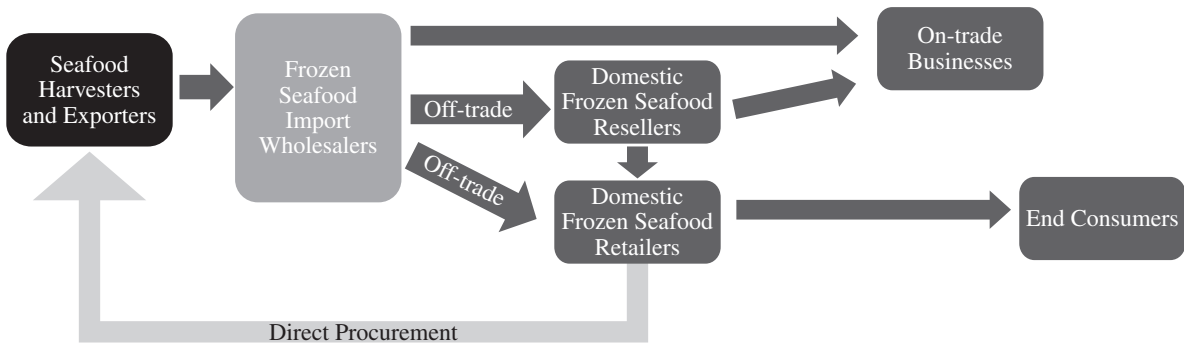 Seafood
Harvesters
and Exporters
Frozen
Seafood
Import
Wholesalers
Off-trade
Off-trade
Domestic
Frozen Seafood
Resellers
Domestic
Frozen Seafood
Retailers
On-trade
Businesses
End Consumers
Direct Procurement